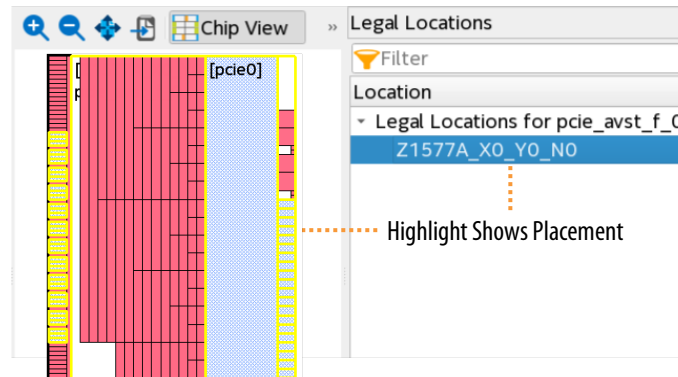 Chip View
»
Legal Locations
Filter
[
p
[pcie0]
Location
Legal Locations for pcie_avst_f_0
Z1577A_X0_Y0_N0
Highlight Shows Placement